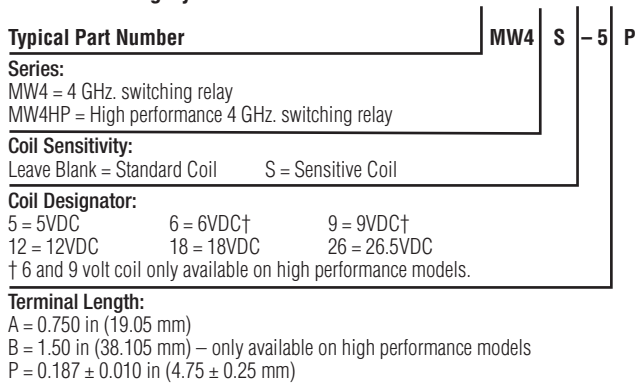 Typical Part Number MW4 S – 5 P
Series:
MW4 = 4 GHz. switching relay
MW4HP = High performance 4 GHz. switching relay
Coil Sensitivity:
Leave Blank = Standard Coil S = Sensitive Coil
Coil Designator:
5 = 5VDC 6 = 6VDC† 9 = 9VDC†
12 = 12VDC 18 = 18VDC 26 = 26.5VDC
† 6 and 9 volt coil only available on high performance models.
Terminal Length:
A = 0.750 in (19.05 mm)
B = 1.50 in (38.105 mm) – only available on high performance models
P = 0.187 ± 0.010 in (4.75 ± 0.25 mm)